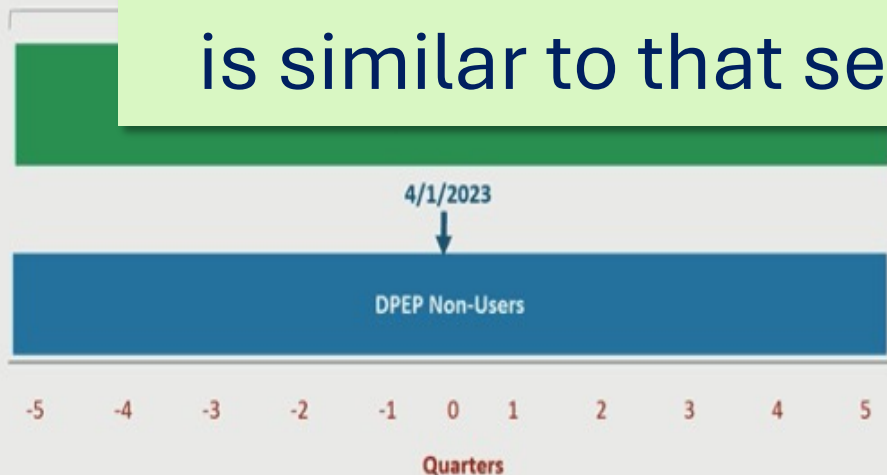 is similar to that se
4/1/2023
DPEP Non-Users
-5 -4 -3 -2 -1 0 1 2 3 4 5
Quarters